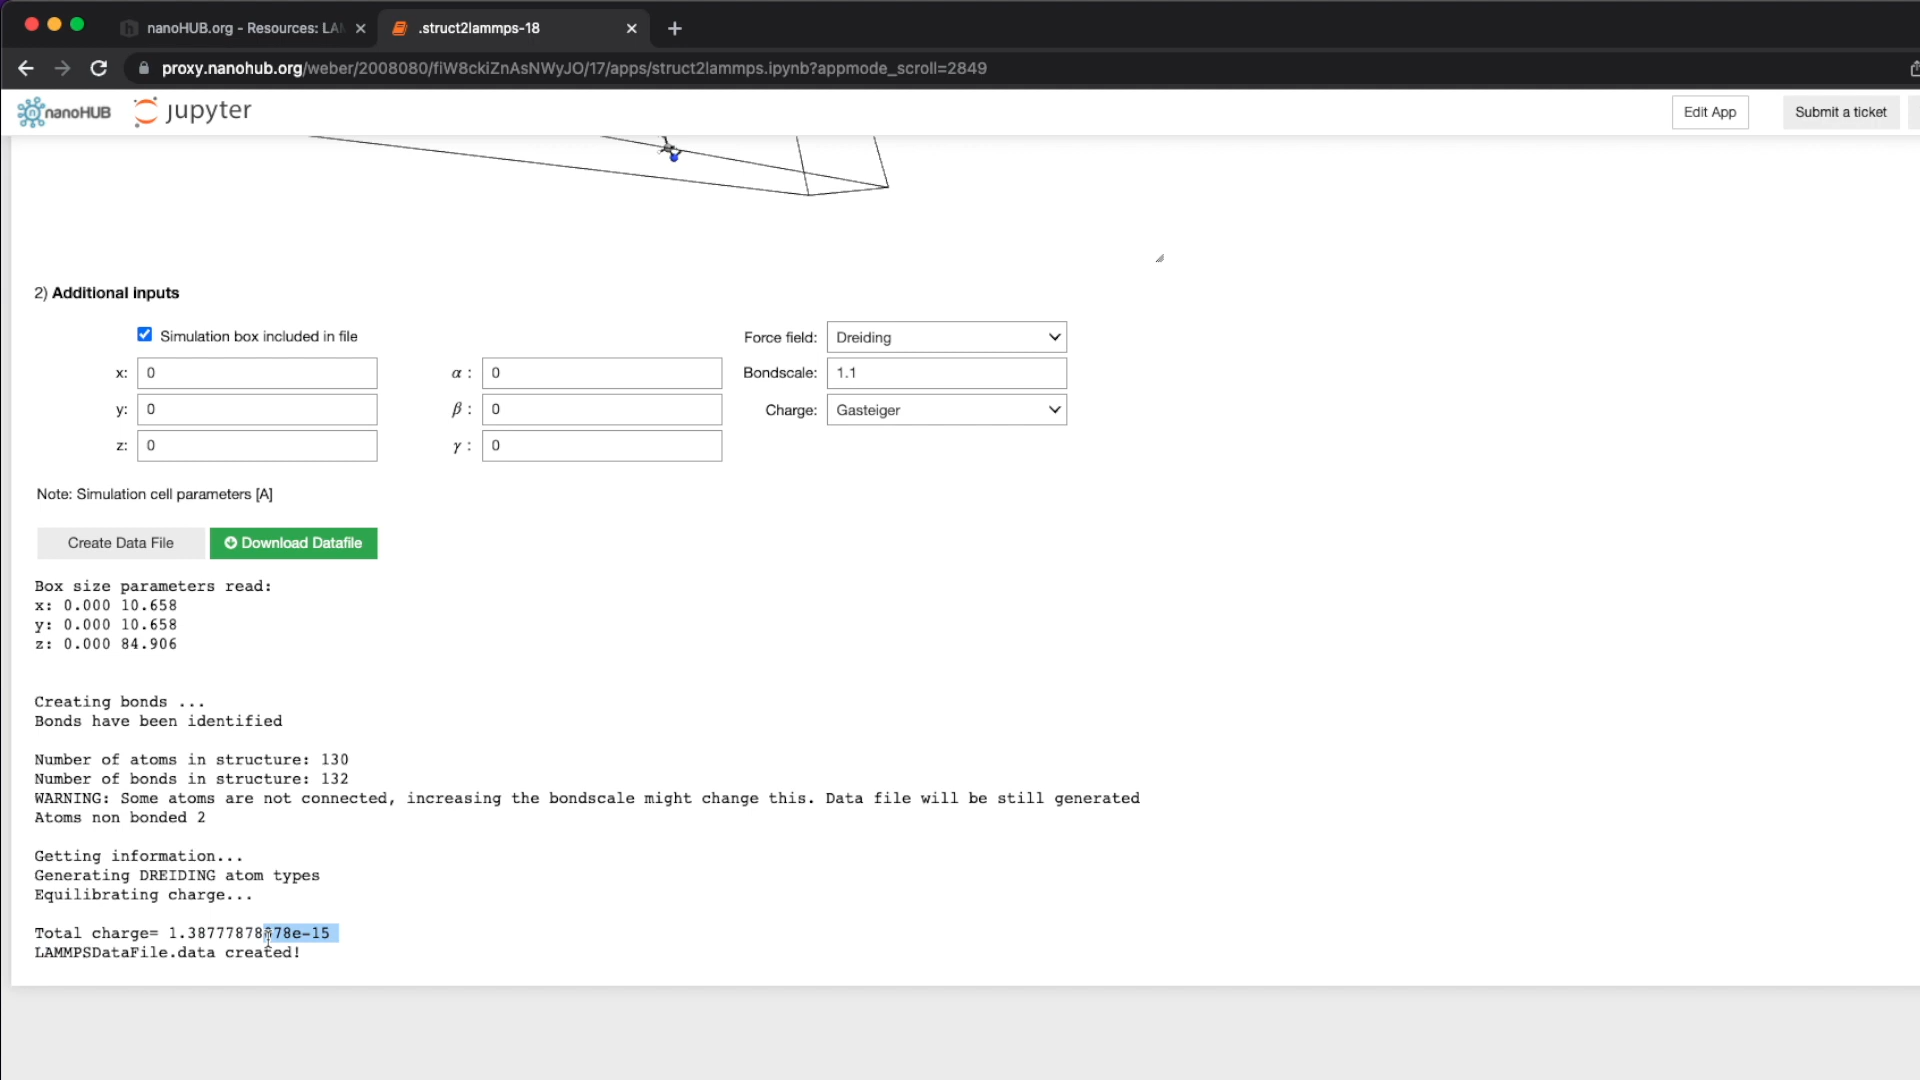 nanoHUB.org - Resources: LAM
.struct2lammps-18
proxy.nanohub.org/weber/2008080/fiW8ckiZnAsNWyJO/17/apps/struct2lammps.ipynb?appmode_scroll=2849
nanoHUB jupyter
Edit App
Submit a ticket
2) Additional inputs
Simulation box included in file
Force field: Dreiding
x: 0
α : 0
Bondscale: 1.1
y: 0
β : 0
Charge: Gasteiger
z: 0
γ : 0
Note: Simulation cell parameters [A]
Create Data File
Download Datafile
Box size parameters read:
x: 0.000 10.658
y: 0.000 10.658
z: 0.000 84.906
Creating bonds ...
Bonds have been identified
Number of atoms in structure: 130
Number of bonds in structure: 132
WARNING: Some atoms are not connected, increasing the bondscale might change this. Data file will be still generated
Atoms non bonded 2
Getting information...
Generating DREIDING atom types
Equilibrating charge...
Total charge= 1.38777878078e-15
LAMMPSDataFile.data created!